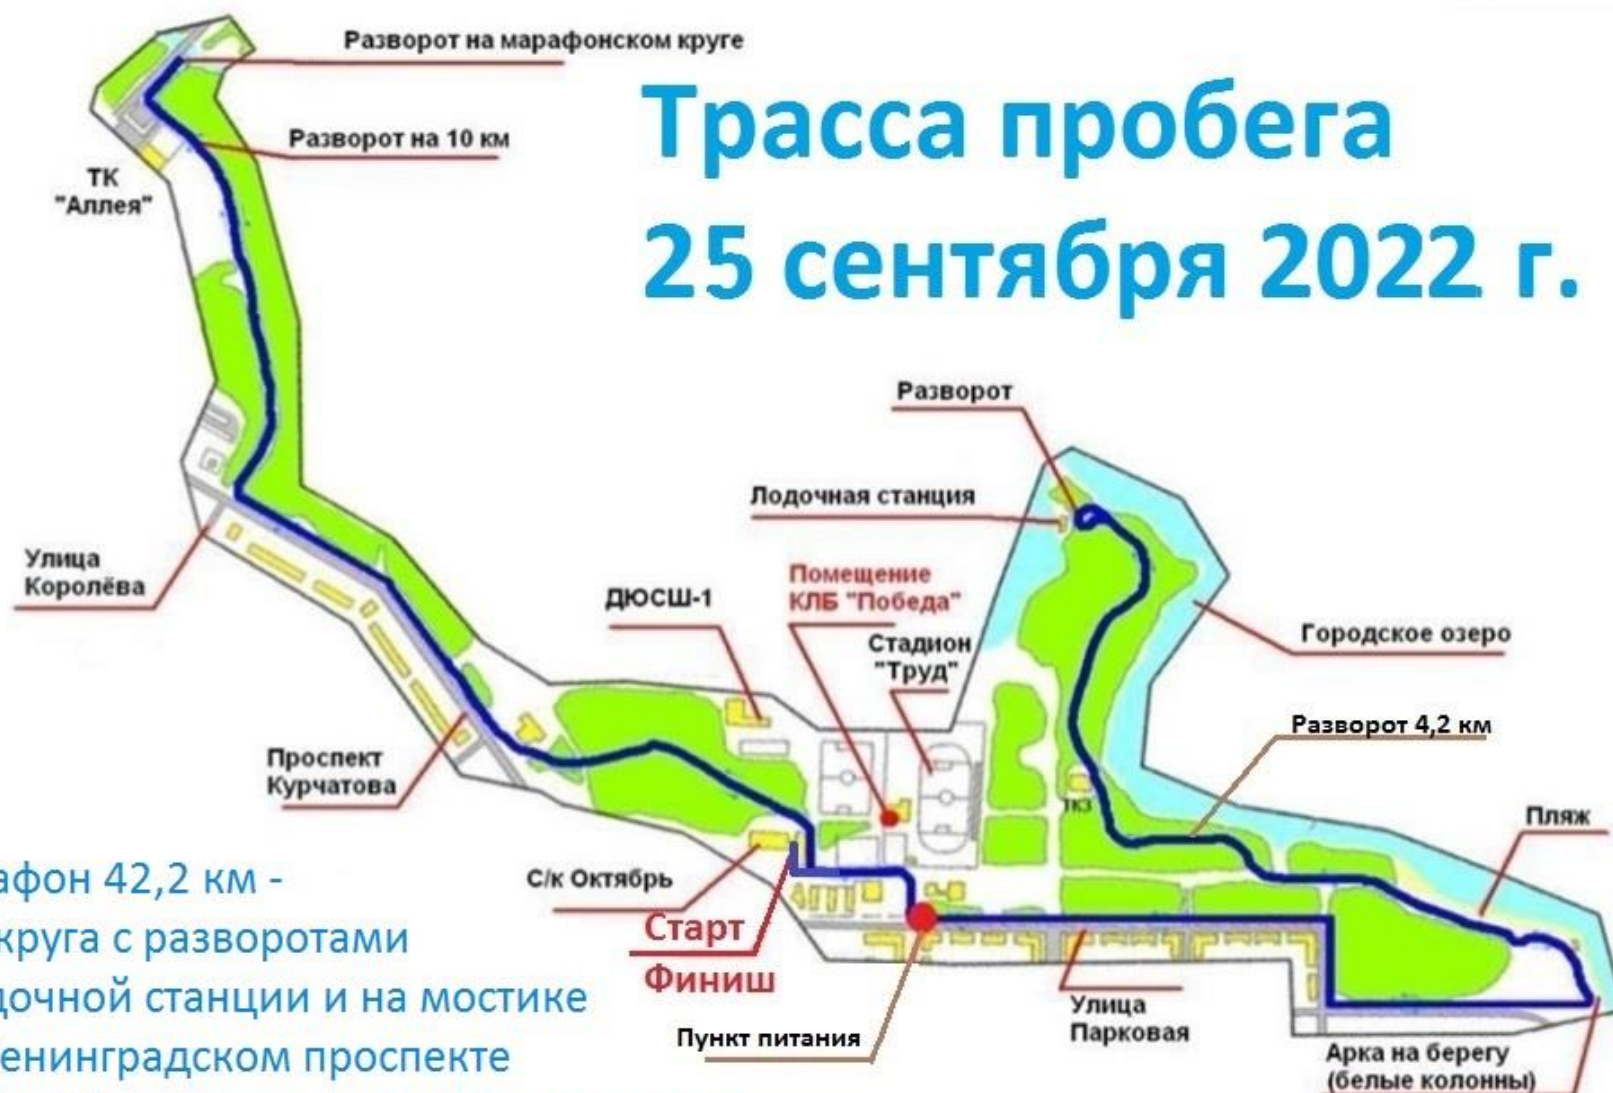 Разворот на марафонском круге
Трасса пробега
25 сентября 2022 г.
Разворот на 10 км
ТК
"Аллея"
Разворот
Лодочная станция
Улица
Королёва
ДЮСШ-1
Помещение
КЛБ "Победа"
Стадион
"Труд"
Городское озеро
Разворот 4,2 км
Проспект
Курчатова
ТКЗ
Пляж
афон 42,2 км -
круга с разворотами
дочной станции и на мостике
енинградском проспекте
С/к Октябрь
Старт
Финиш
Пункт питания
Улица
Парковая
Арка на берегу
(белые колонны)